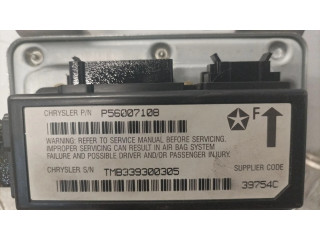 CHRYSLER P/N P56007108
F
WARNING: REFER TO SERVICE MANUAL BEFORE SERVICING.
IMPROPER SERVICING CAN RESULT IN AIR BAG SYSTEM
FAILURE AND POSSIBLE DRIVER AND/OR PASSENGER INJURY.
CHRYSLER S/N TMB339300305
SUPPLIER CODE
39754C